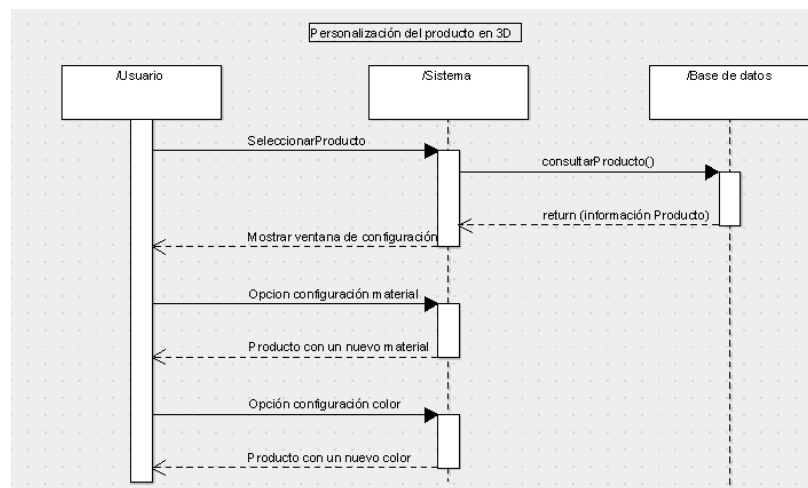 Personalización del producto en 3D
/Usuario
/Sistema
/Base de datos
SeleccionarProducto
consultarProducto()
return (información Producto)
Mostrar ventana de configuración
Opcion configuración material
Producto con un nuevo material
Opción configuración color
Producto con un nuevo color